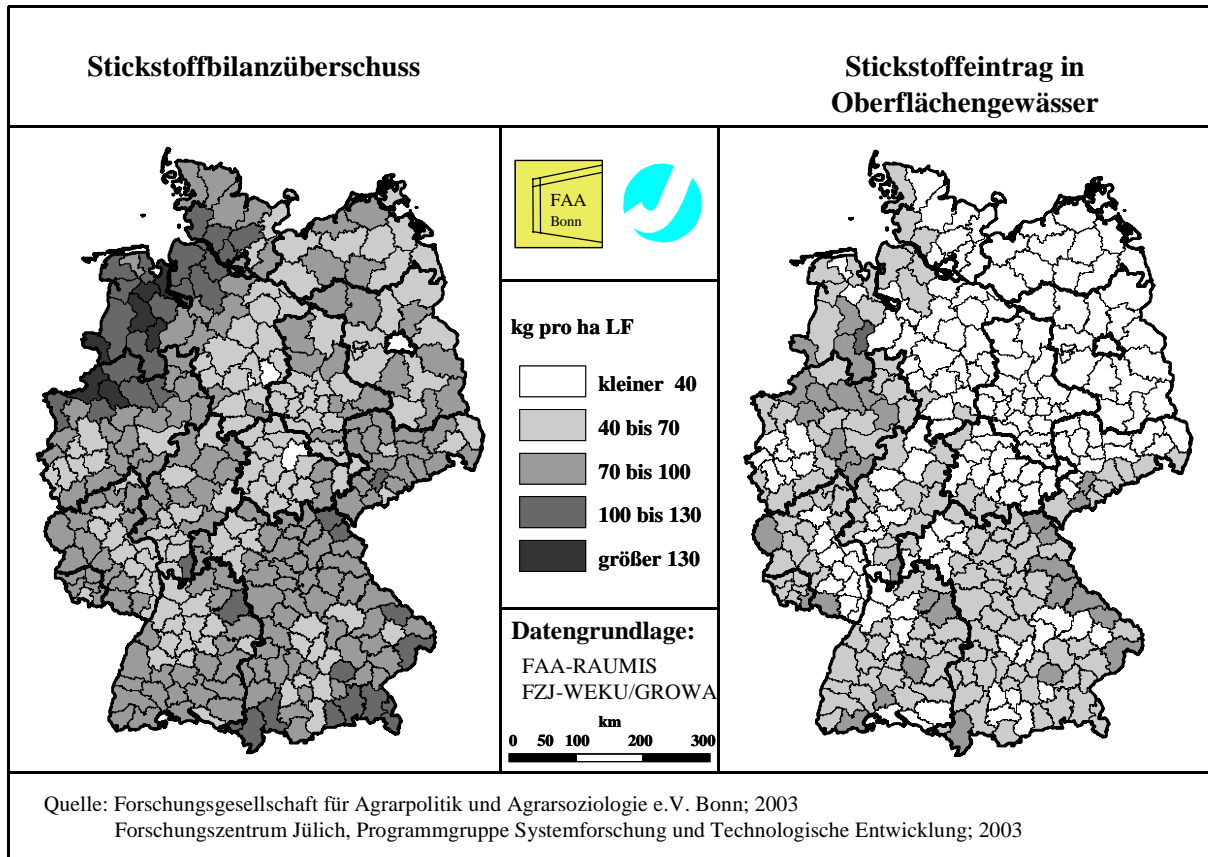 Stickstoffbilanzüberschuss
Stickstoffeintrag in
Oberflächengewässer
FAA
Bonn
kg pro ha LF
kleiner 40
40 bis 70
70 bis 100
100 bis 130
größer 130
Datengrundlage:
FAA-RAUMIS
FZJ-WEKU/GROWA
km
0 50 100 200 300
Quelle: Forschungsgesellschaft für Agrarpolitik und Agrarsoziologie e.V. Bonn; 2003
Forschungszentrum Jülich, Programmgruppe Systemforschung und Technologische Entwicklung; 2003